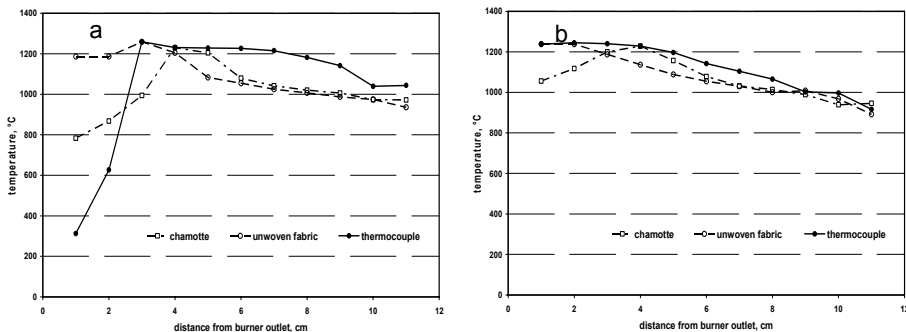 a
1400
1200
1000
800
600
400
200
0
temperature, °C
chamotte
unwoven fabric
thermocouple
0 2 4 6 8 10 12
distance from burner outlet, cm
b
1400
1200
1000
800
600
400
200
0
temperature, °C
chamotte
unwoven fabric
thermocouple
0 2 4 6 8 10 12
distance from burner outlet, cm